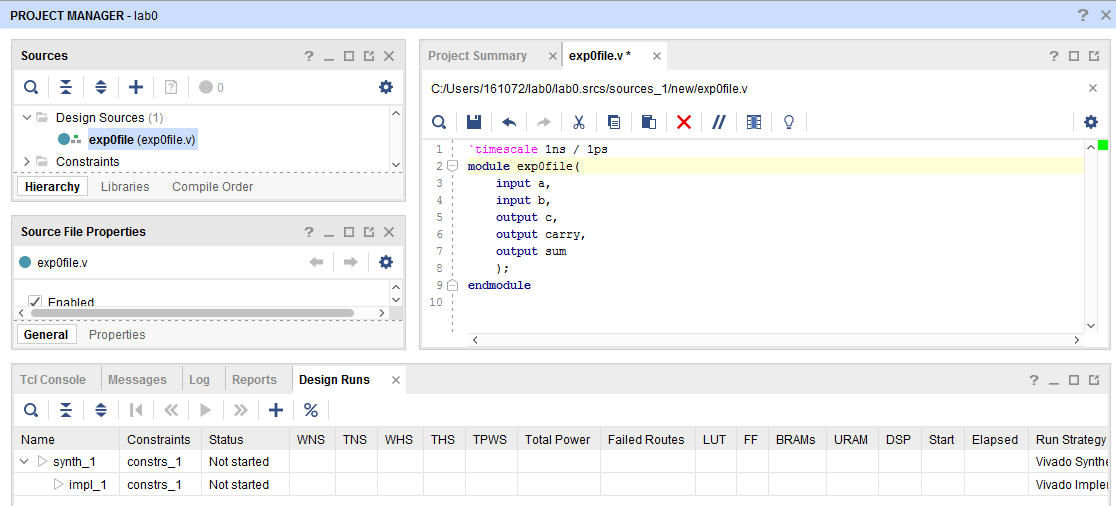 PROJECT MANAGER - lab0
Sources
0
Design Sources (1)
exp0file (exp0file.v)
Constraints
Hierarchy Libraries Compile Order
Source File Properties
exp0file.v
Enabled
General Properties
Project Summary exp0file.v *
C:/Users/161072/lab0/lab0.srcs/sources_1/new/exp0file.v
1 `timescale 1ns / 1ps
2 module exp0file(
3 input a,
4 input b,
5 output c,
6 output carry,
7 output sum
8 );
9 endmodule
10
Tcl Console Messages Log Reports Design Runs
Name Constraints Status WNS TNS WHS THS TPWS Total Power Failed Routes LUT FF BRAMs URAM DSP Start Elapsed Run Strategy
synth_1 constrs_1 Not started Vivado Synthe
impl_1 constrs_1 Not started Vivado Implem